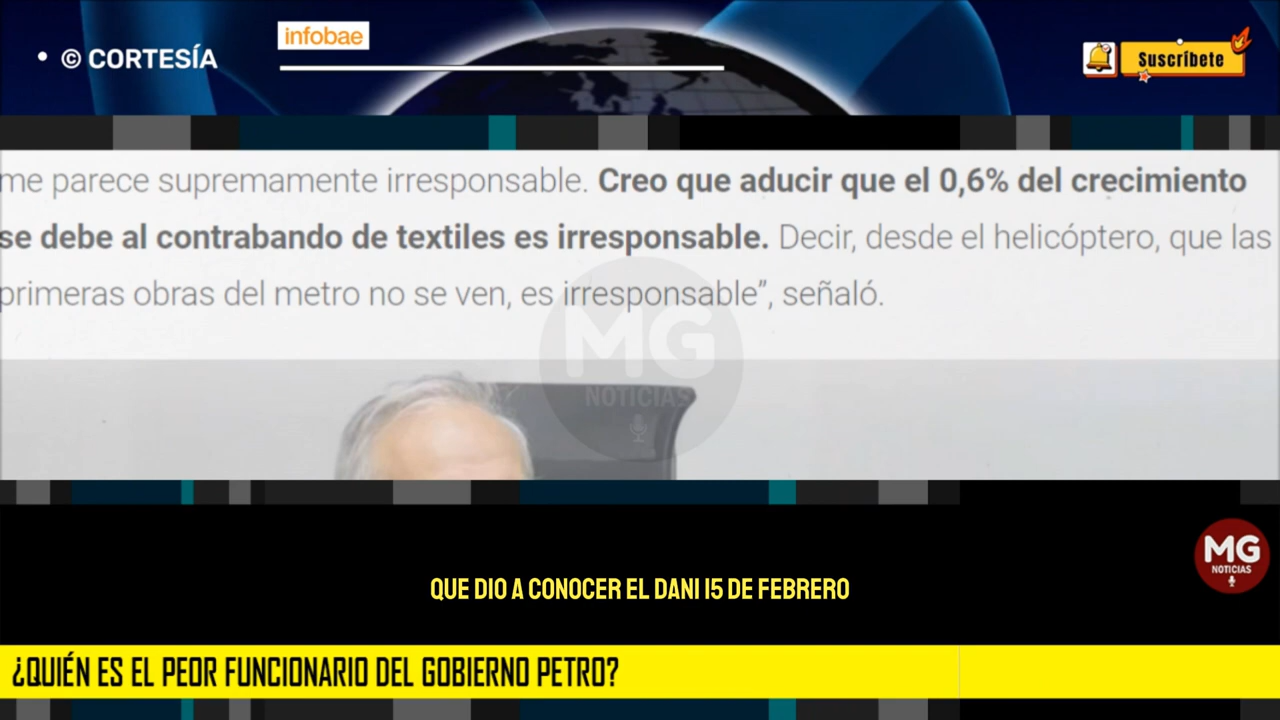 • © CORTESÍA
infobae
Suscríbete
me parece supremamente irresponsable. Creo que aducir que el 0,6% del crecimiento
se debe al contrabando de textiles es irresponsable. Decir, desde el helicóptero, que las
primeras obras del metro no se ven, es irresponsable”, señaló.
MG
NOTICIAS
MG
NOTICIAS
QUE DIO A CONOCER EL DANI 15 DE FEBRERO
¿QUIÉN ES EL PEOR FUNCIONARIO DEL GOBIERNO PETRO?